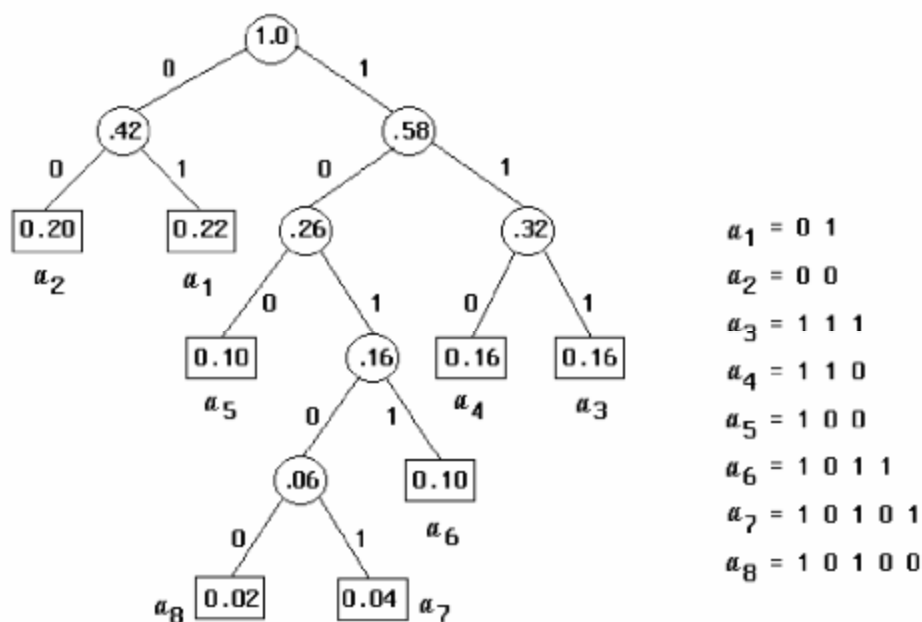 1.0
0 1
.42 .58
0 1 0 1
0.20 0.22 .26 .32
a2 a1
0 1 0 1
0.10 .16 0.16 0.16
a5 a4 a3
0 1
.06 0.10
a6
0 1
a8 0.02 0.04 a7
a1 = 0 1
a2 = 0 0
a3 = 1 1 1
a4 = 1 1 0
a5 = 1 0 0
a6 = 1 0 1 1
a7 = 1 0 1 0 1
a8 = 1 0 1 0 0